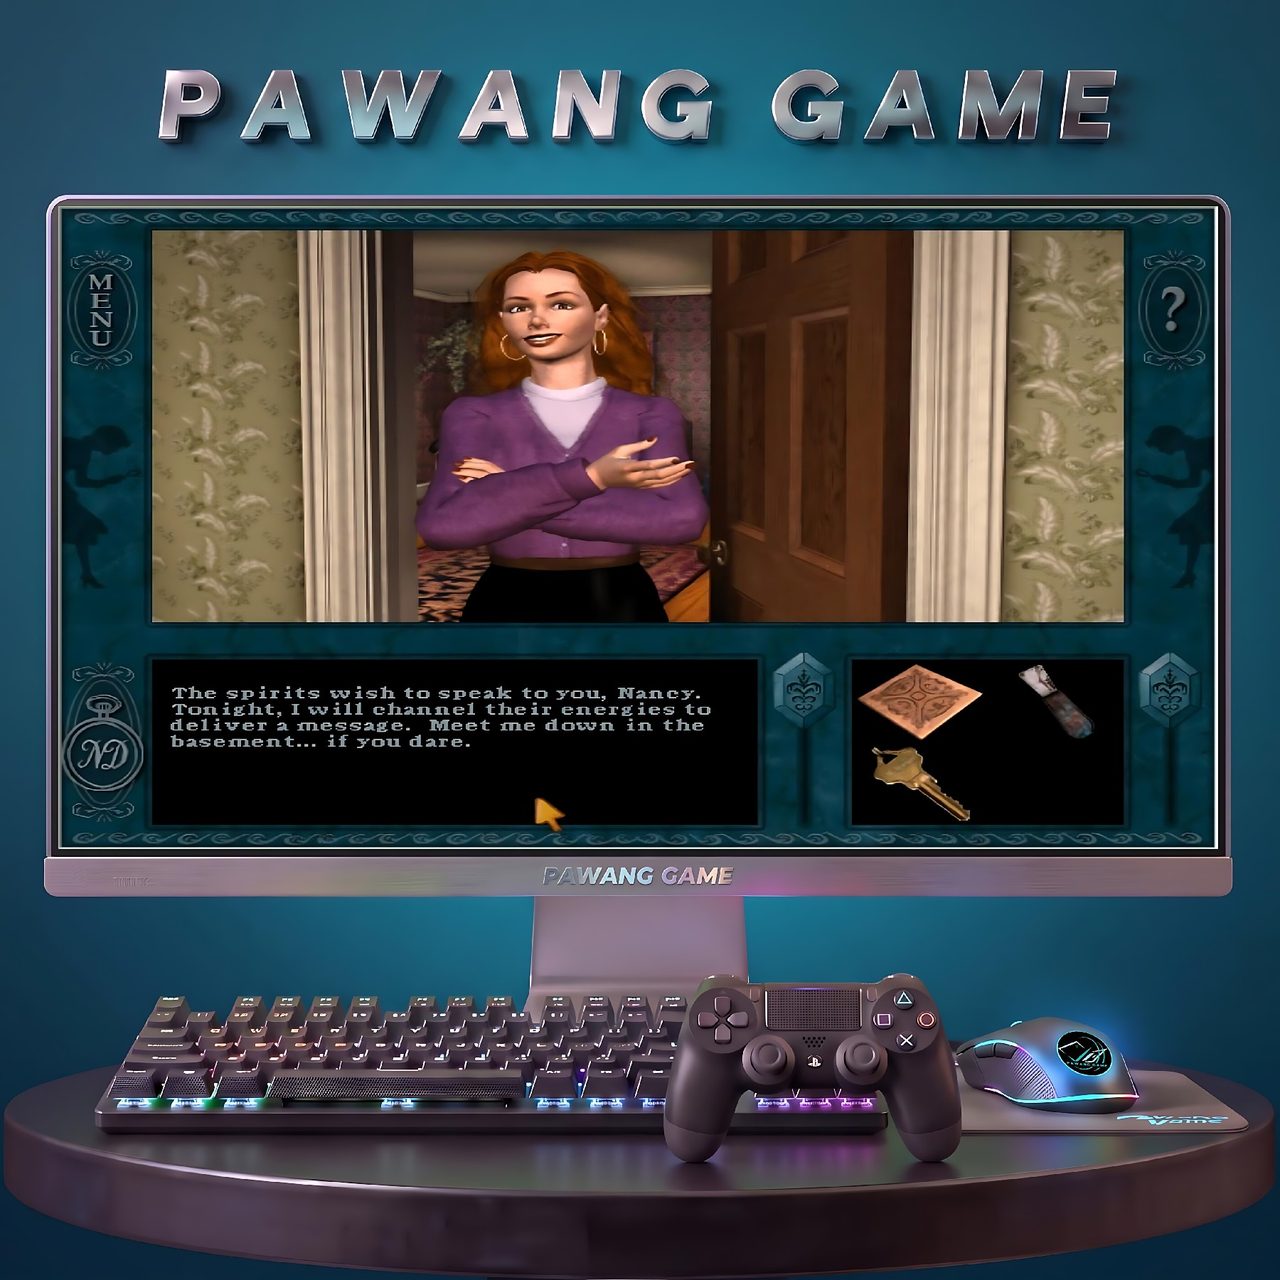 PAWANG GAME
MENU
?
The spirits wish to speak to you, Nancy.
Tonight, I will channel their energies to
deliver a message.  Meet me down in the
basement... if you dare.
ND
PAWANG GAME